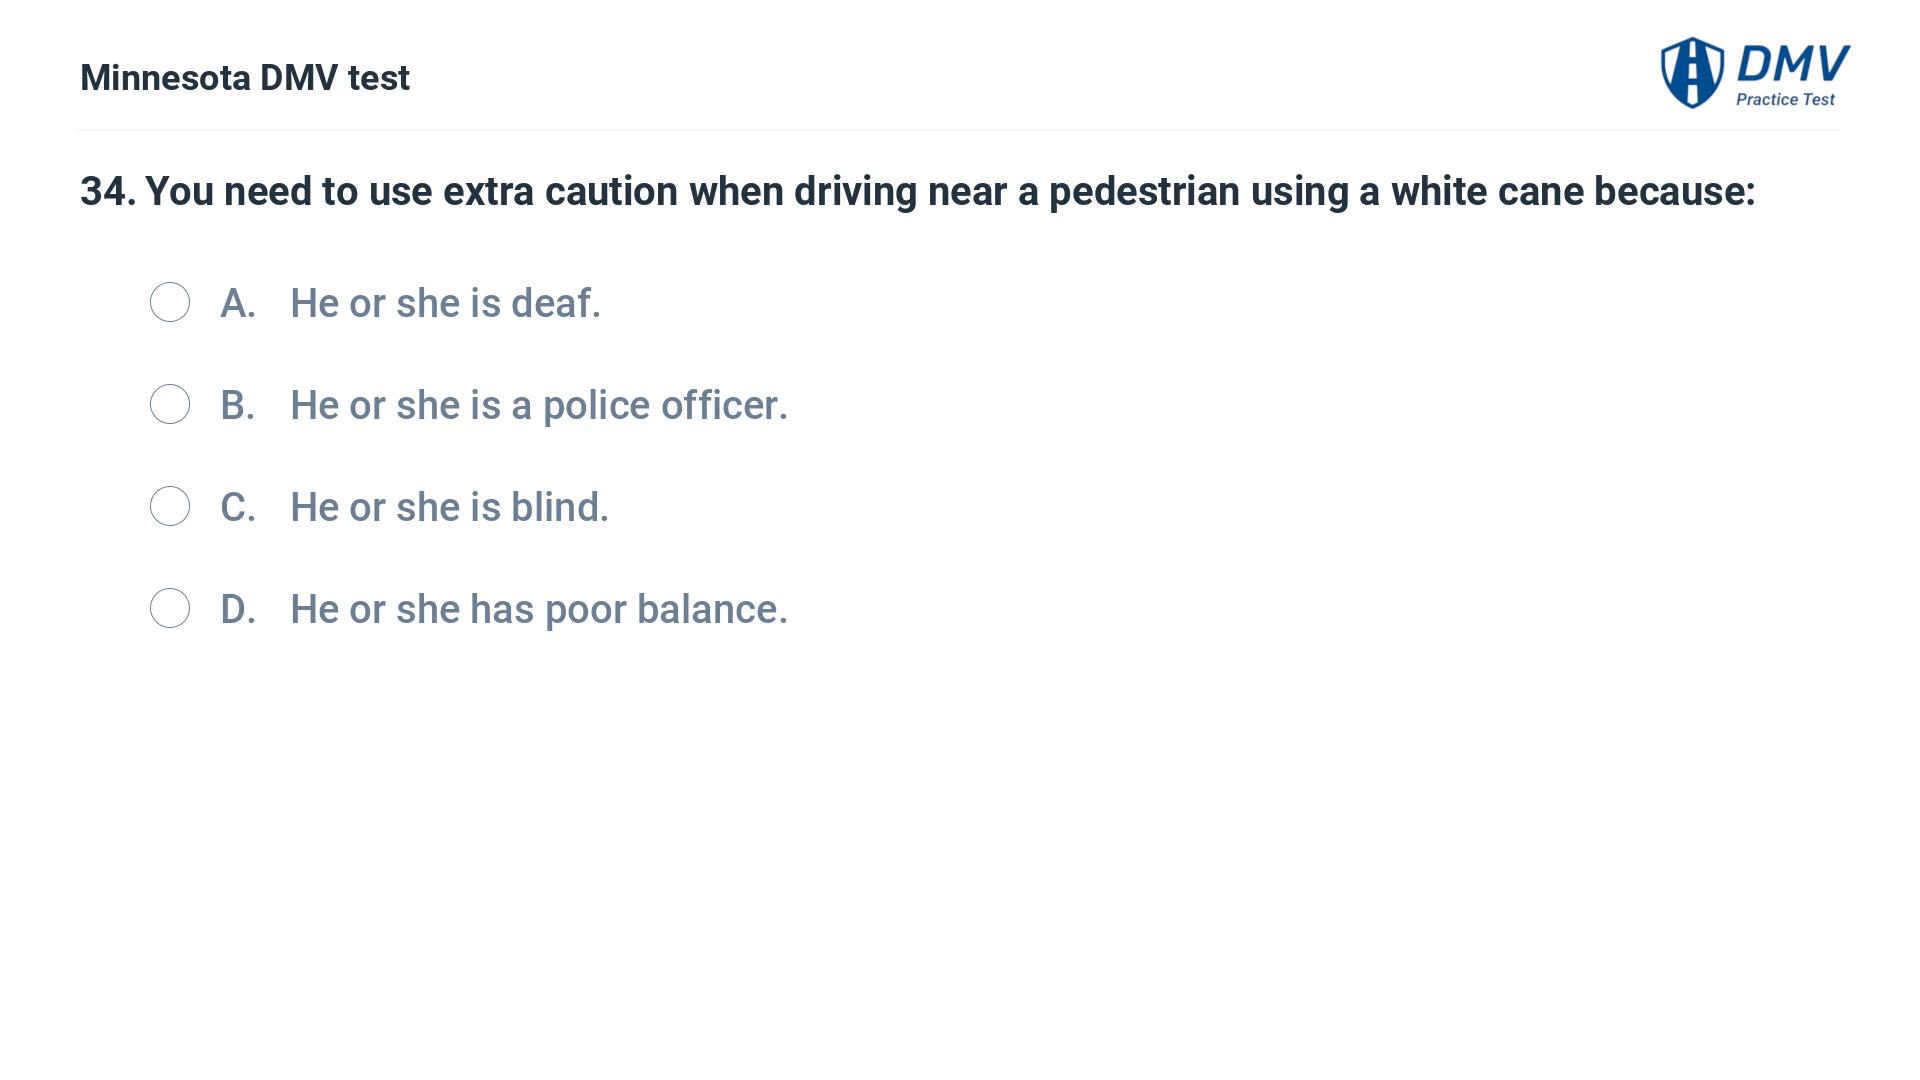 Minnesota DMV test
DMV
Practice Test
34. You need to use extra caution when driving near a pedestrian using a white cane because:
A. He or she is deaf.
B. He or she is a police officer.
C. He or she is blind.
D. He or she has poor balance.